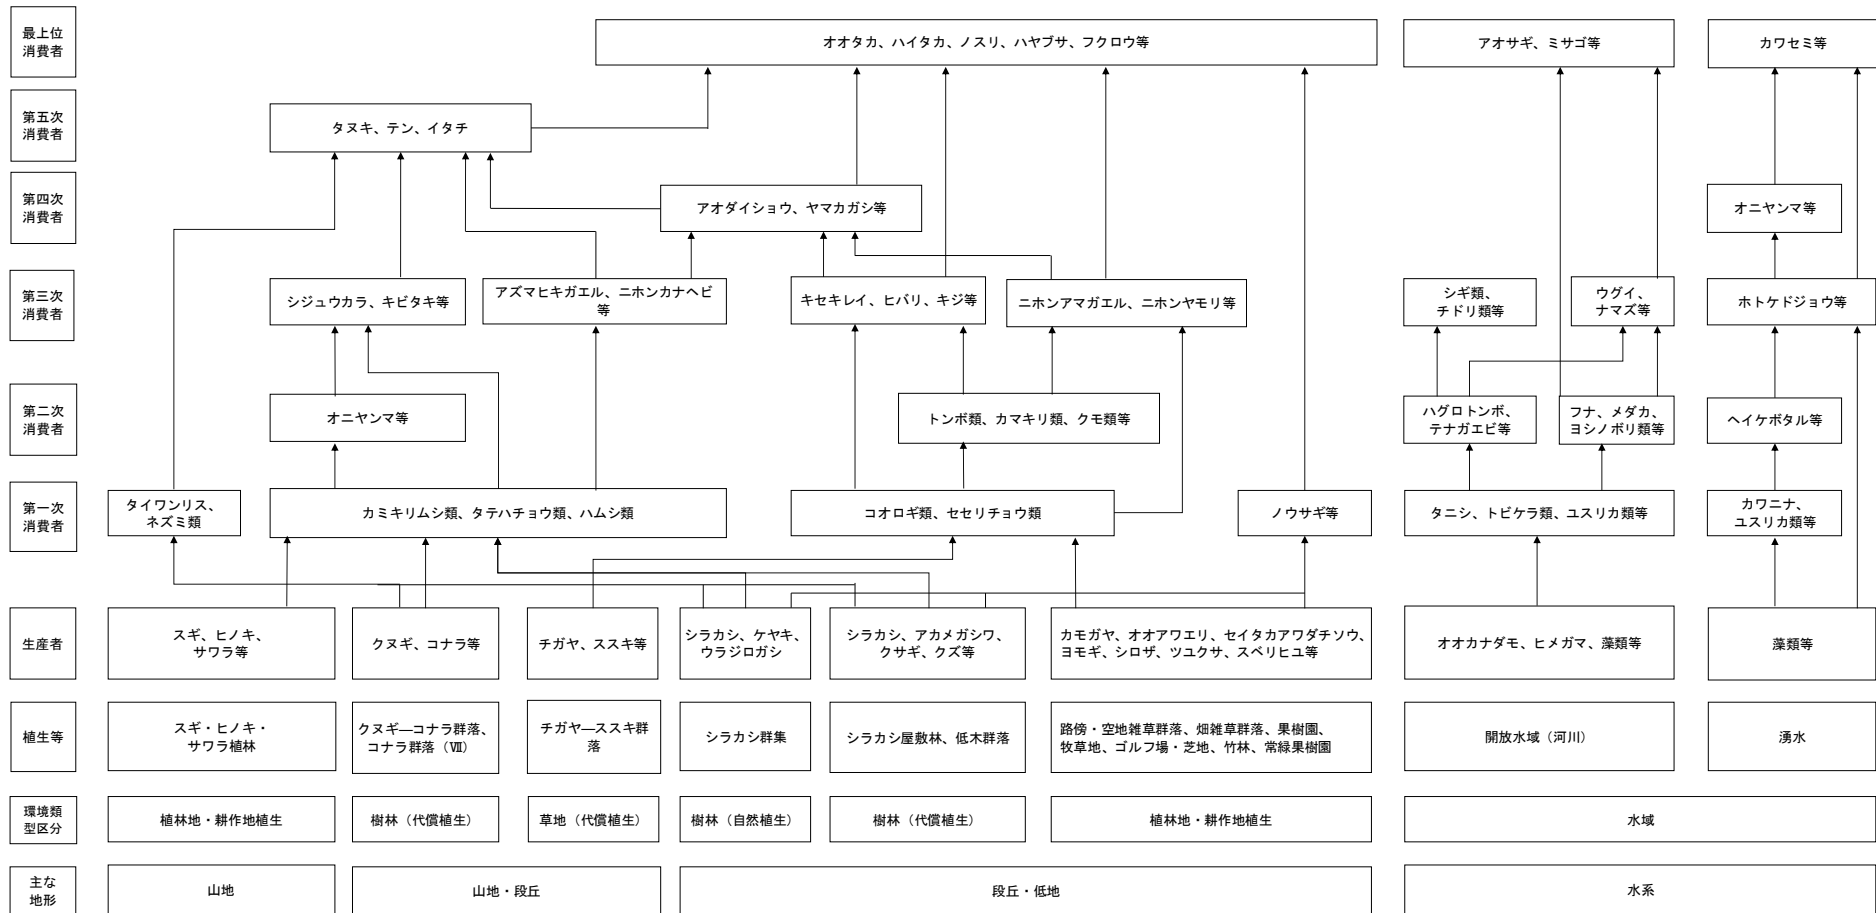 最上位
消費者
オオタカ、ハイタカ、ノスリ、ハヤブサ、フクロウ等
アオサギ、ミサゴ等
カワセミ等
第五次
消費者
タヌキ、テン、イタチ
第四次
消費者
アオダイショウ、ヤマカガシ等
オニヤンマ等
第三次
消費者
シジュウカラ、キビタキ等
アズマヒキガエル、ニホンカナヘビ
等
キセキレイ、ヒバリ、キジ等
ニホンアマガエル、ニホンヤモリ等
シギ類、
チドリ類等
ウグイ、
ナマズ等
ホトケドジョウ等
第二次
消費者
オニヤンマ等
トンボ類、カマキリ類、クモ類等
ハグロトンボ、
テナガエビ等
フナ、メダカ、
ヨシノボリ類等
ヘイケボタル等
第一次
消費者
タイワンリス、
ネズミ類
カミキリムシ類、タテハチョウ類、ハムシ類
コオロギ類、セセリチョウ類
ノウサギ等
タニシ、トビケラ類、ユスリカ類等
カワニナ、
ユスリカ類等
生産者
スギ、ヒノキ、
サワラ等
クヌギ、コナラ等
チガヤ、ススキ等
シラカシ、ケヤキ、
ウラジロガシ
シラカシ、アカメガシワ、
クサギ、クズ等
カモガヤ、オオアワエリ、セイタカアワダチソウ、
ヨモギ、シロザ、ツユクサ、スベリヒユ等
オオカナダモ、ヒメガマ、藻類等
藻類等
植生等
スギ・ヒノキ・
サワラ植林
クヌギ―コナラ群落、
コナラ群落（Ⅶ）
チガヤ―ススキ群
落
シラカシ群集
シラカシ屋敷林、低木群落
路傍・空地雑草群落、畑雑草群落、果樹園、
牧草地、ゴルフ場・芝地、竹林、常緑果樹園
開放水域（河川）
湧水
環境類
型区分
植林地・耕作地植生
樹林（代償植生）
草地（代償植生）
樹林（自然植生）
樹林（代償植生）
植林地・耕作地植生
水域
主な
地形
山地
山地・段丘
段丘・低地
水系